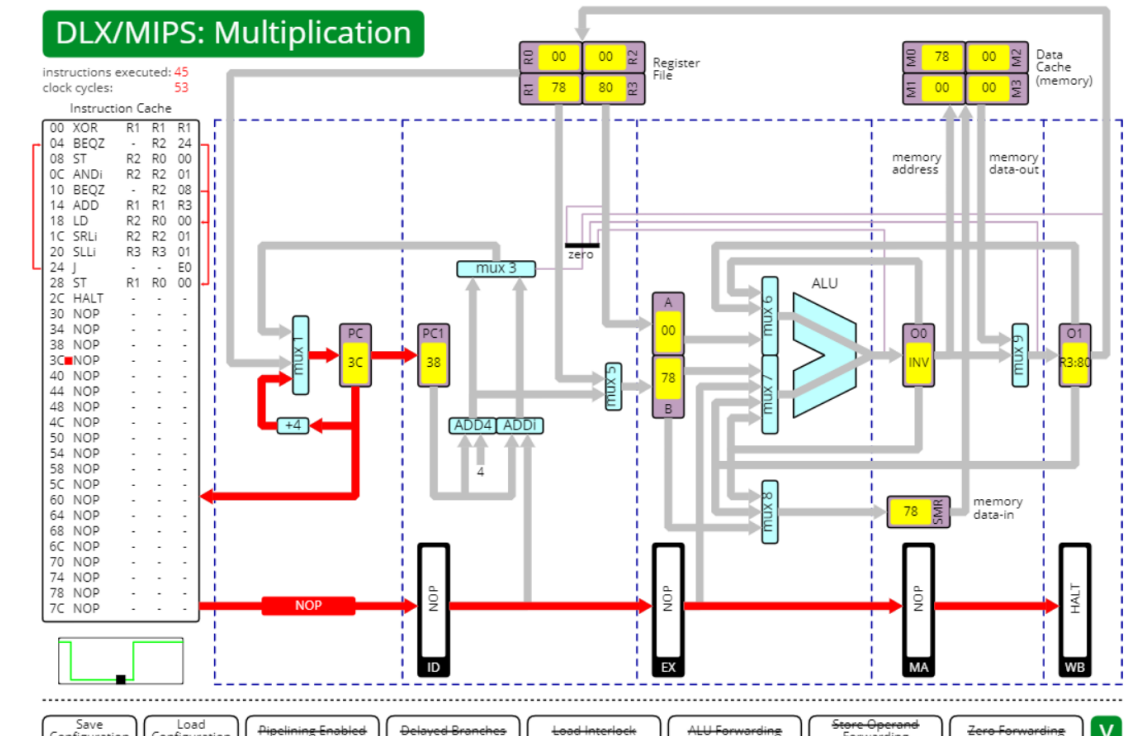 DLX/MIPS: Multiplication
instructions executed: 45
clock cycles: 53
Instruction Cache
00 XOR R1 R1 R1
04 BEQZ - R2 24
08 ST R2 R0 00
0C ANDi R2 R2 01
10 BEQZ - R2 08
14 ADD R1 R1 R3
18 LD R2 R0 00
1C SRLi R2 R2 01
20 SLLi R3 R3 01
24 J - - E0
28 ST R1 R0 00
2C HALT - - -
30 NOP - - -
34 NOP - - -
38 NOP - - -
3C NOP - - -
40 NOP - - -
44 NOP - - -
48 NOP - - -
4C NOP - - -
50 NOP - - -
54 NOP - - -
58 NOP - - -
5C NOP - - -
60 NOP - - -
64 NOP - - -
68 NOP - - -
6C NOP - - -
70 NOP - - -
74 NOP - - -
78 NOP - - -
7C NOP - - -
R0 00 00 R2
R1 78 80 R3
Register
File
M0 78 00 M2
M1 00 00 M3
Data
Cache
(memory)
memory
address
memory
data-out
zero
mux 3
mux 1
PC
3C
PC1
38
+4
ADD4
ADDi
4
mux 5
A
00
78
B
mux 6
mux 7
ALU
mux 8
O0
INV
mux 9
O1
R3:80
78
SMR
memory
data-in
NOP
NOP
ID
NOP
EX
NOP
MA
HALT
WB
Save
Configuration
Load
Configuration
Pipelining Enabled
Delayed Branches
Load Interlock
ALU Forwarding
Store Operand
Forwarding
Zero Forwarding
V